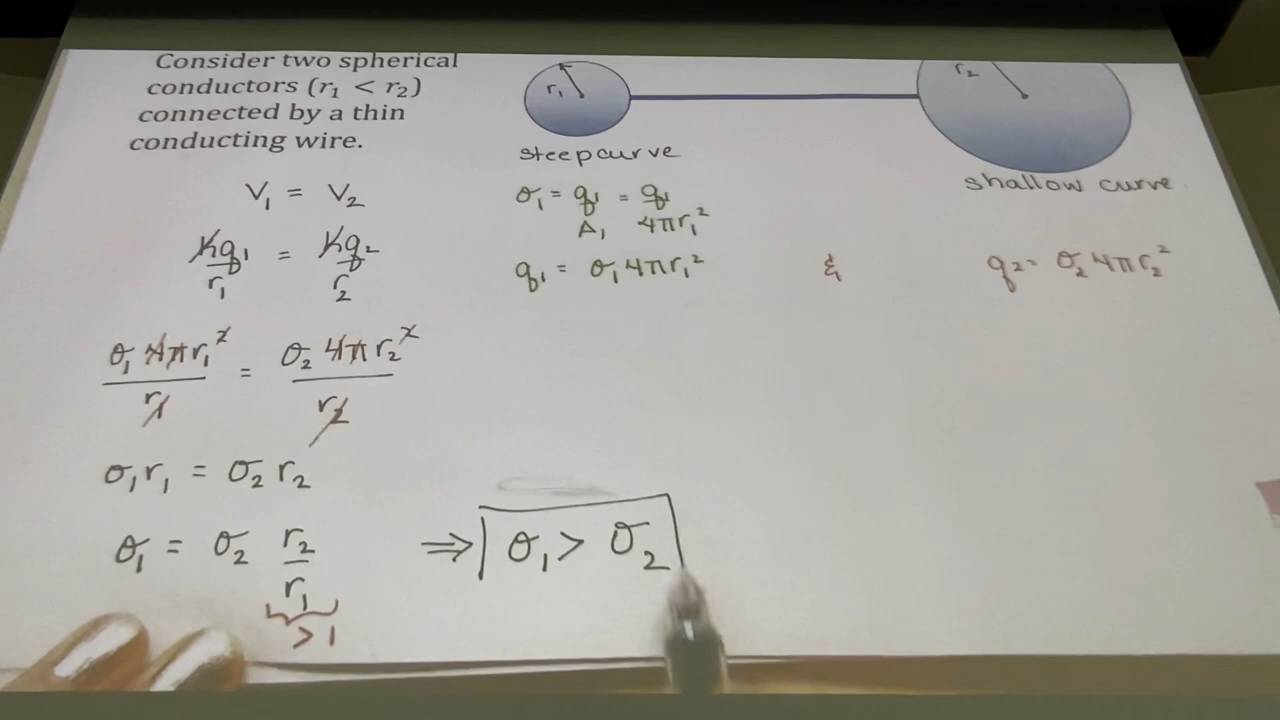 Consider two spherical
conductors (r₁ < r₂)
connected by a thin
conducting wire.
r₁
r₂
steep curve
shallow curve
V₁ = V₂
σ₁ = q₁/A₁ = q₁/4πr₁²
kq₁/r₁ = kq₂/r₂
q₁ = σ₁4πr₁² & q₂ = σ₂4πr₂²
σ₁4πr₁²/r₁ = σ₂4πr₂²/r₂
σ₁r₁ = σ₂r₂
σ₁ = σ₂ r₂/r₁ ⇒ σ₁ > σ₂
> 1